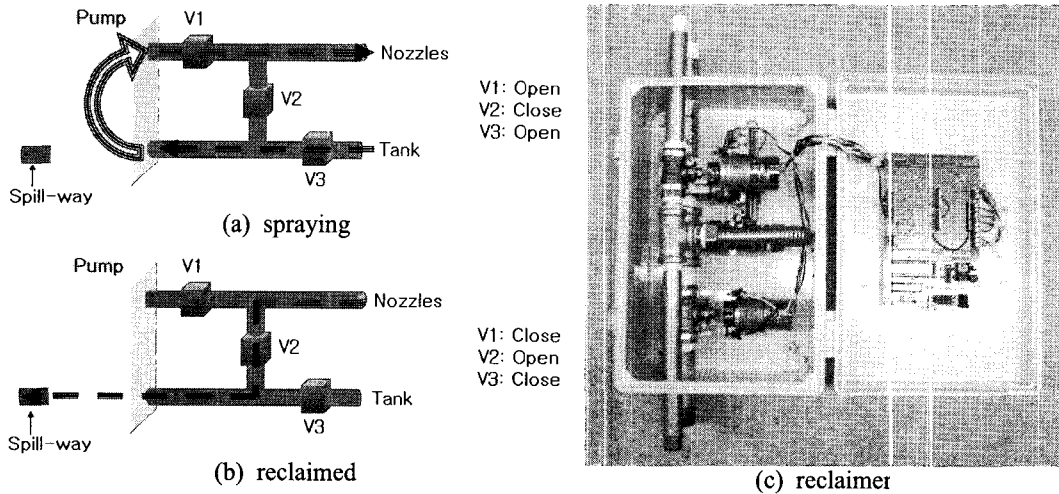 Pump
V1
Nozzles
V2
Tank
V3
Spill-way
V1: Open
V2: Close
V3: Open
(a) spraying
Pump
V1
Nozzles
V2
Tank
V3
Spill-way
V1: Close
V2: Open
V3: Close
(b) reclaimed
(c) reclaimer